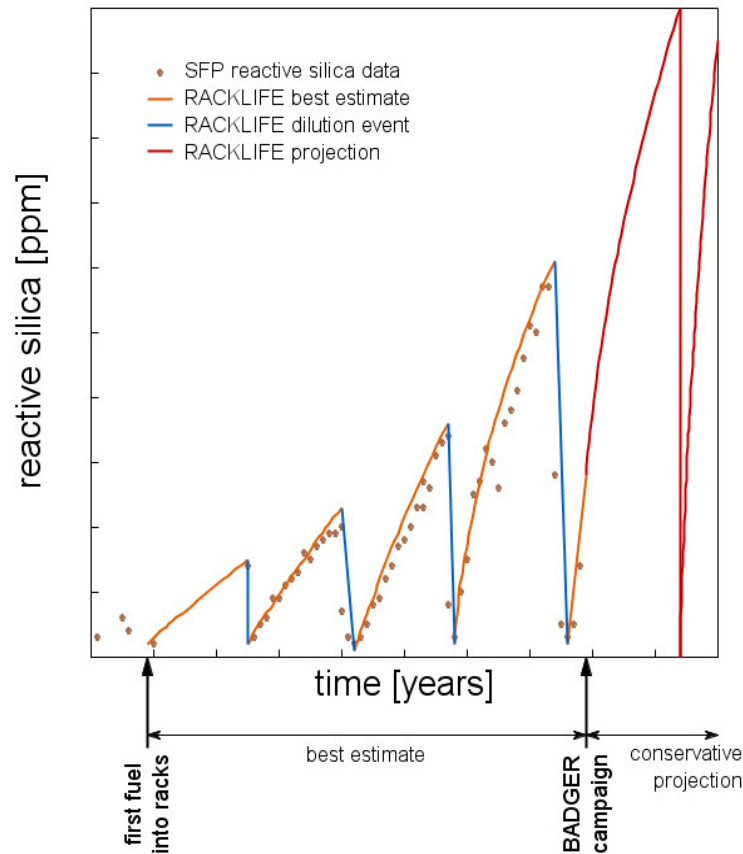 SFP reactive silica data
RACKLIFE best estimate
RACKLIFE dilution event
RACKLIFE projection
reactive silica [ppm]
time [years]
best estimate
conservative
projection
first fuel
into racks
BADGER
campaign